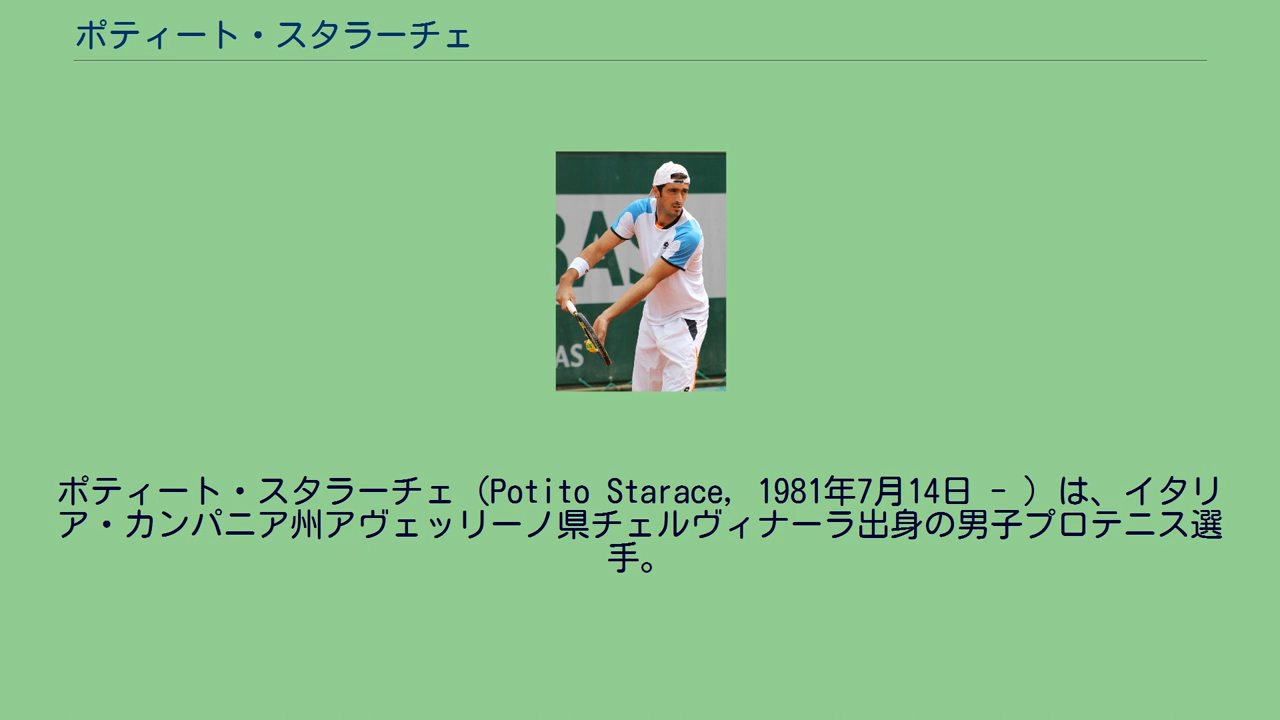 ポティート・スタラーチェ
BAS
AS
ポティート・スタラーチェ（Potito Starace, 1981年7月14日 - ）は、イタリ
ア・カンパニア州アヴェッリーノ県チェルヴィナーラ出身の男子プロテニス選
手。